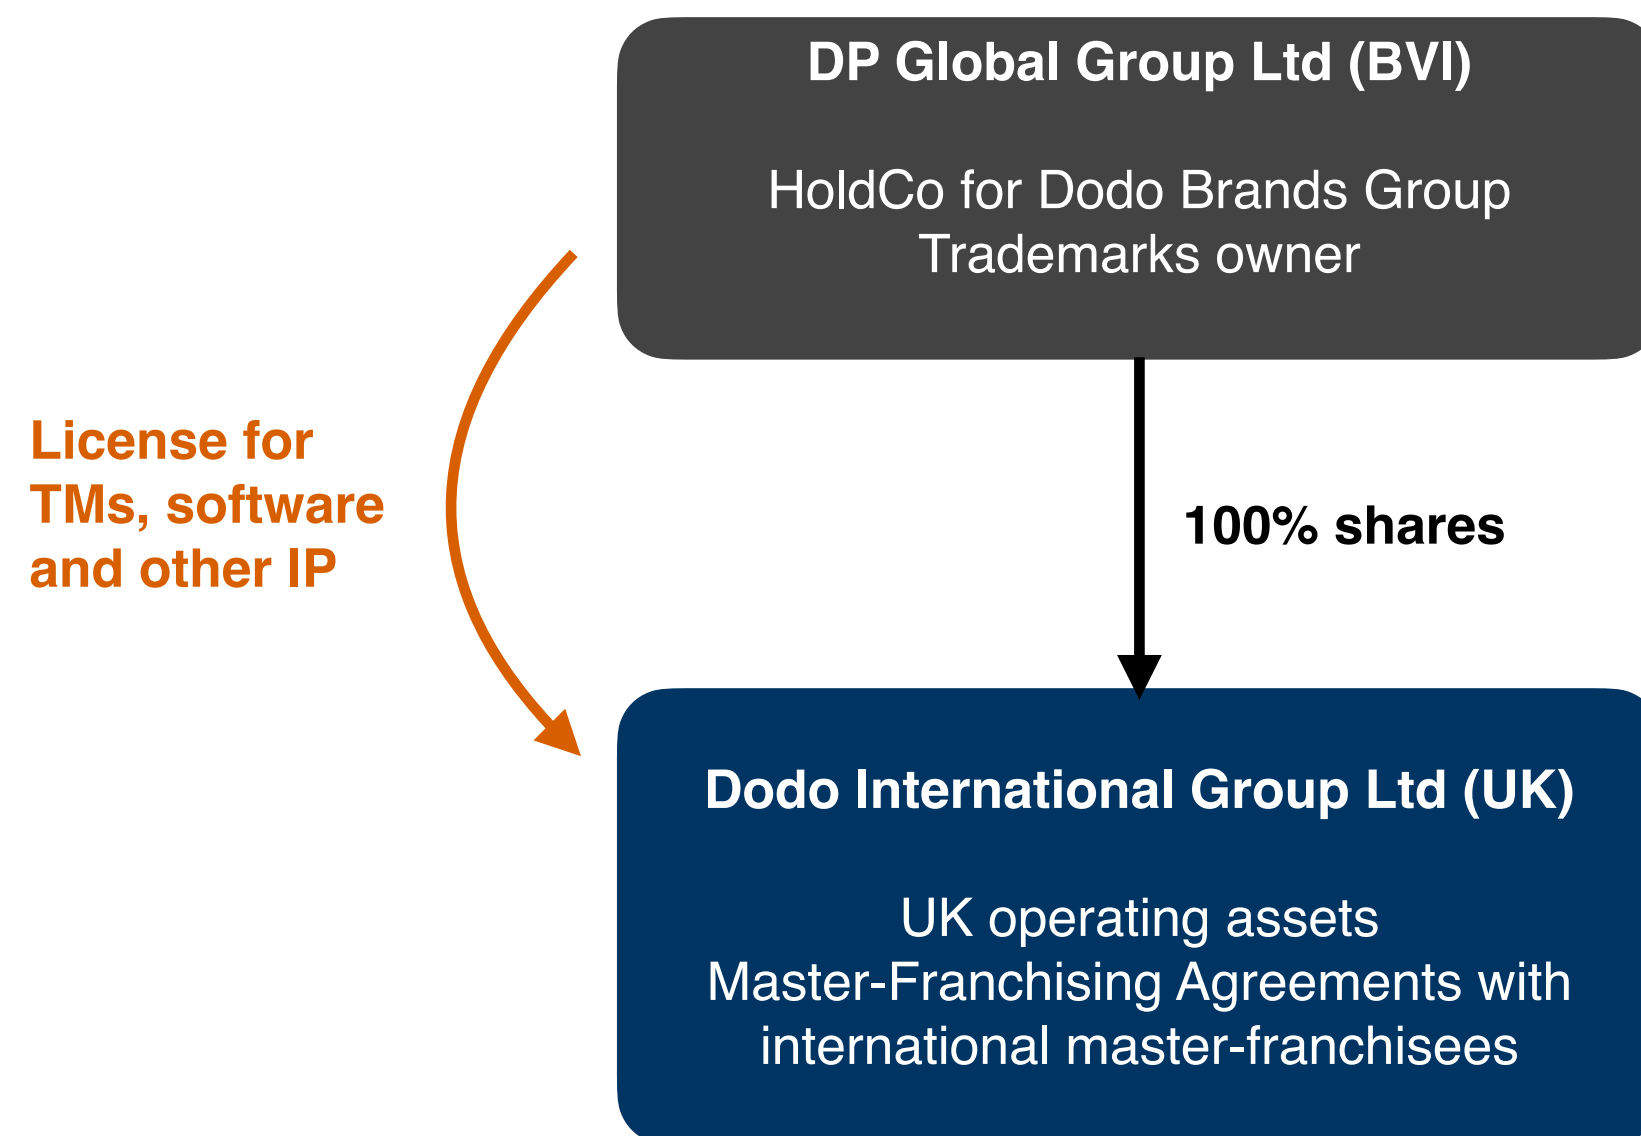 DP Global Group Ltd (BVI)
HoldCo for Dodo Brands Group
Trademarks owner
License for
TMs, software
and other IP
100% shares
Dodo International Group Ltd (UK)
UK operating assets
Master-Franchising Agreements with
international master-franchisees